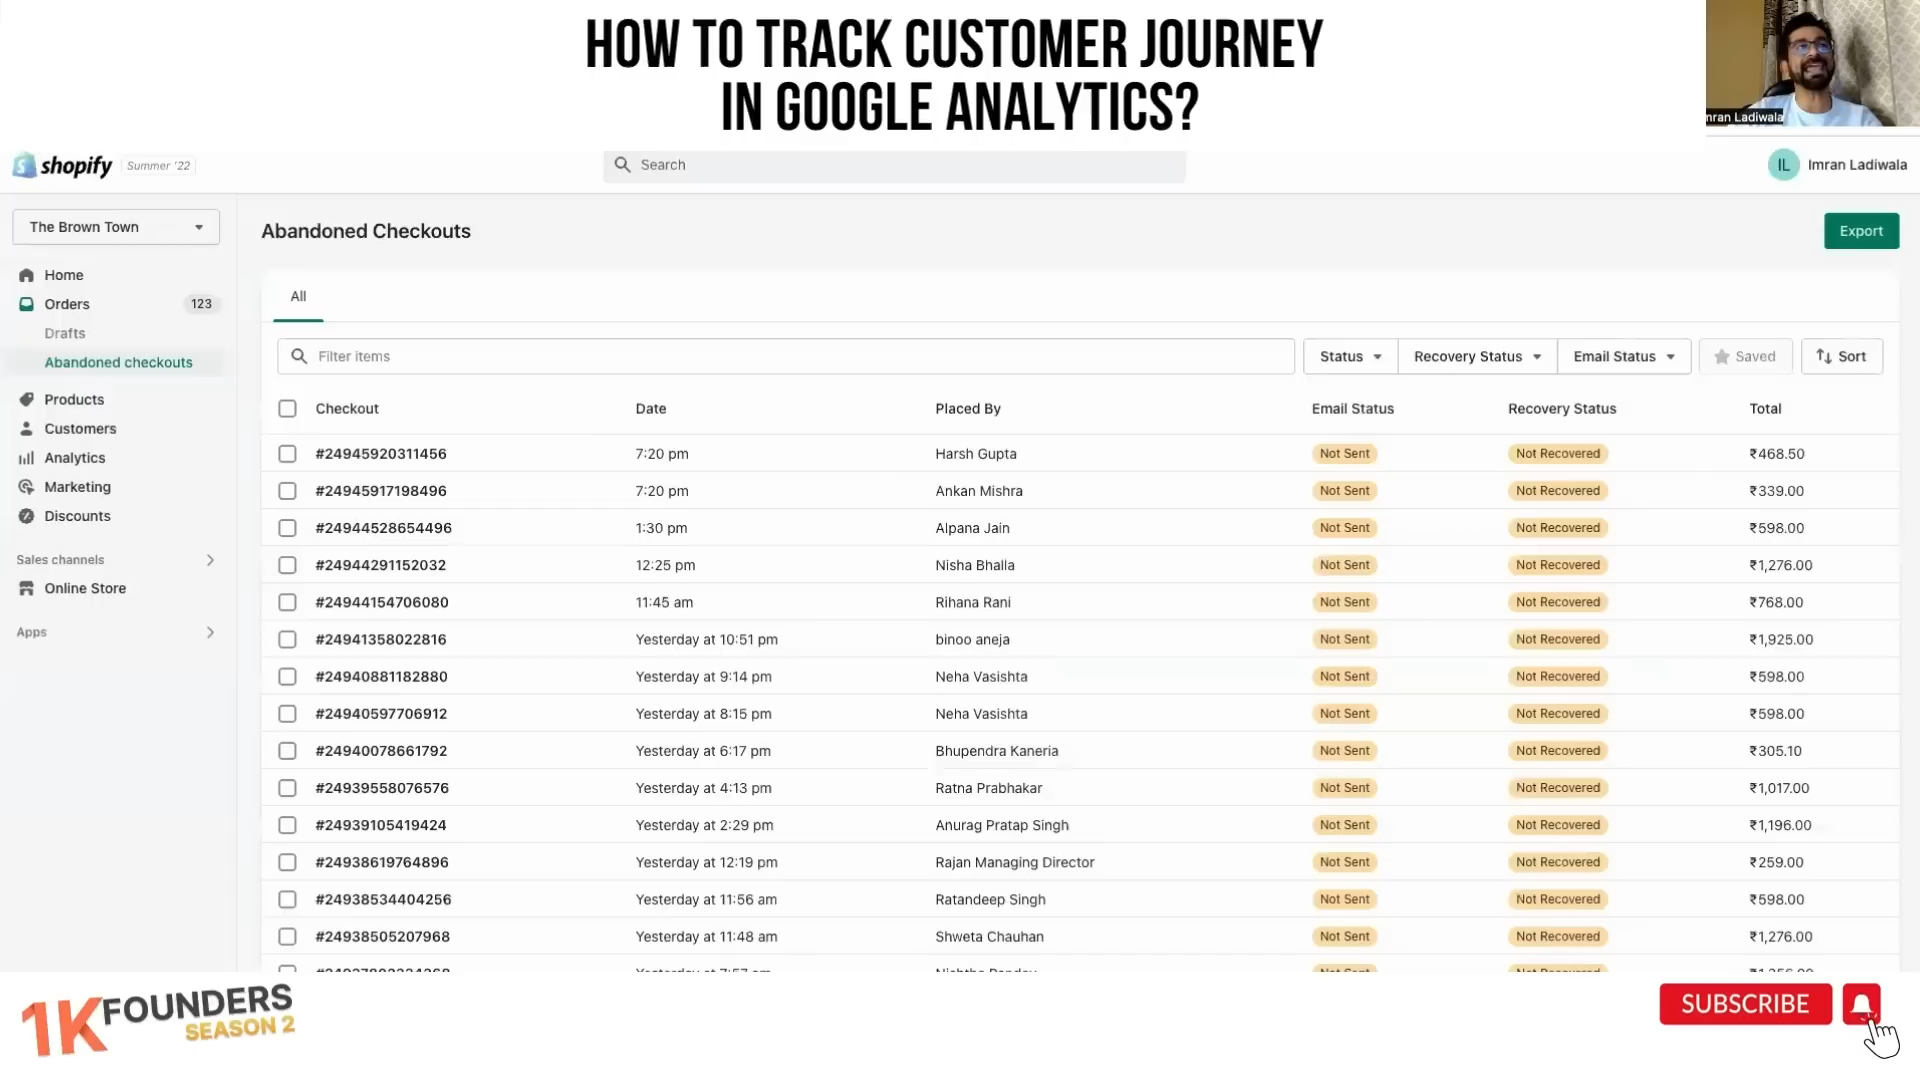 HOW TO TRACK CUSTOMER JOURNEY
IN GOOGLE ANALYTICS?
mran Ladiwala
shopify Summer '22
Search
IL Imran Ladiwala
The Brown Town
Home
Orders 123
Drafts
Abandoned checkouts
Products
Customers
Analytics
Marketing
Discounts
Sales channels
Online Store
Apps
Abandoned Checkouts
Export
All
Filter items
Status Recovery Status Email Status Saved Sort
Checkout Date Placed By Email Status Recovery Status Total
#24945920311456 7:20 pm Harsh Gupta Not Sent Not Recovered ₹468.50
#24945917198496 7:20 pm Ankan Mishra Not Sent Not Recovered ₹339.00
#24944528654496 1:30 pm Alpana Jain Not Sent Not Recovered ₹598.00
#24944291152032 12:25 pm Nisha Bhalla Not Sent Not Recovered ₹1,276.00
#24944154706080 11:45 am Rihana Rani Not Sent Not Recovered ₹768.00
#24941358022816 Yesterday at 10:51 pm binoo aneja Not Sent Not Recovered ₹1,925.00
#24940881182880 Yesterday at 9:14 pm Neha Vasishta Not Sent Not Recovered ₹598.00
#24940597706912 Yesterday at 8:15 pm Neha Vasishta Not Sent Not Recovered ₹598.00
#24940078661792 Yesterday at 6:17 pm Bhupendra Kaneria Not Sent Not Recovered ₹305.10
#24939558076576 Yesterday at 4:13 pm Ratna Prabhakar Not Sent Not Recovered ₹1,017.00
#24939105419424 Yesterday at 2:29 pm Anurag Pratap Singh Not Sent Not Recovered ₹1,196.00
#24938619764896 Yesterday at 12:19 pm Rajan Managing Director Not Sent Not Recovered ₹259.00
#24938534404256 Yesterday at 11:56 am Ratandeep Singh Not Sent Not Recovered ₹598.00
#24938505207968 Yesterday at 11:48 am Shweta Chauhan Not Sent Not Recovered ₹1,276.00
1K FOUNDERS
SEASON 2
SUBSCRIBE